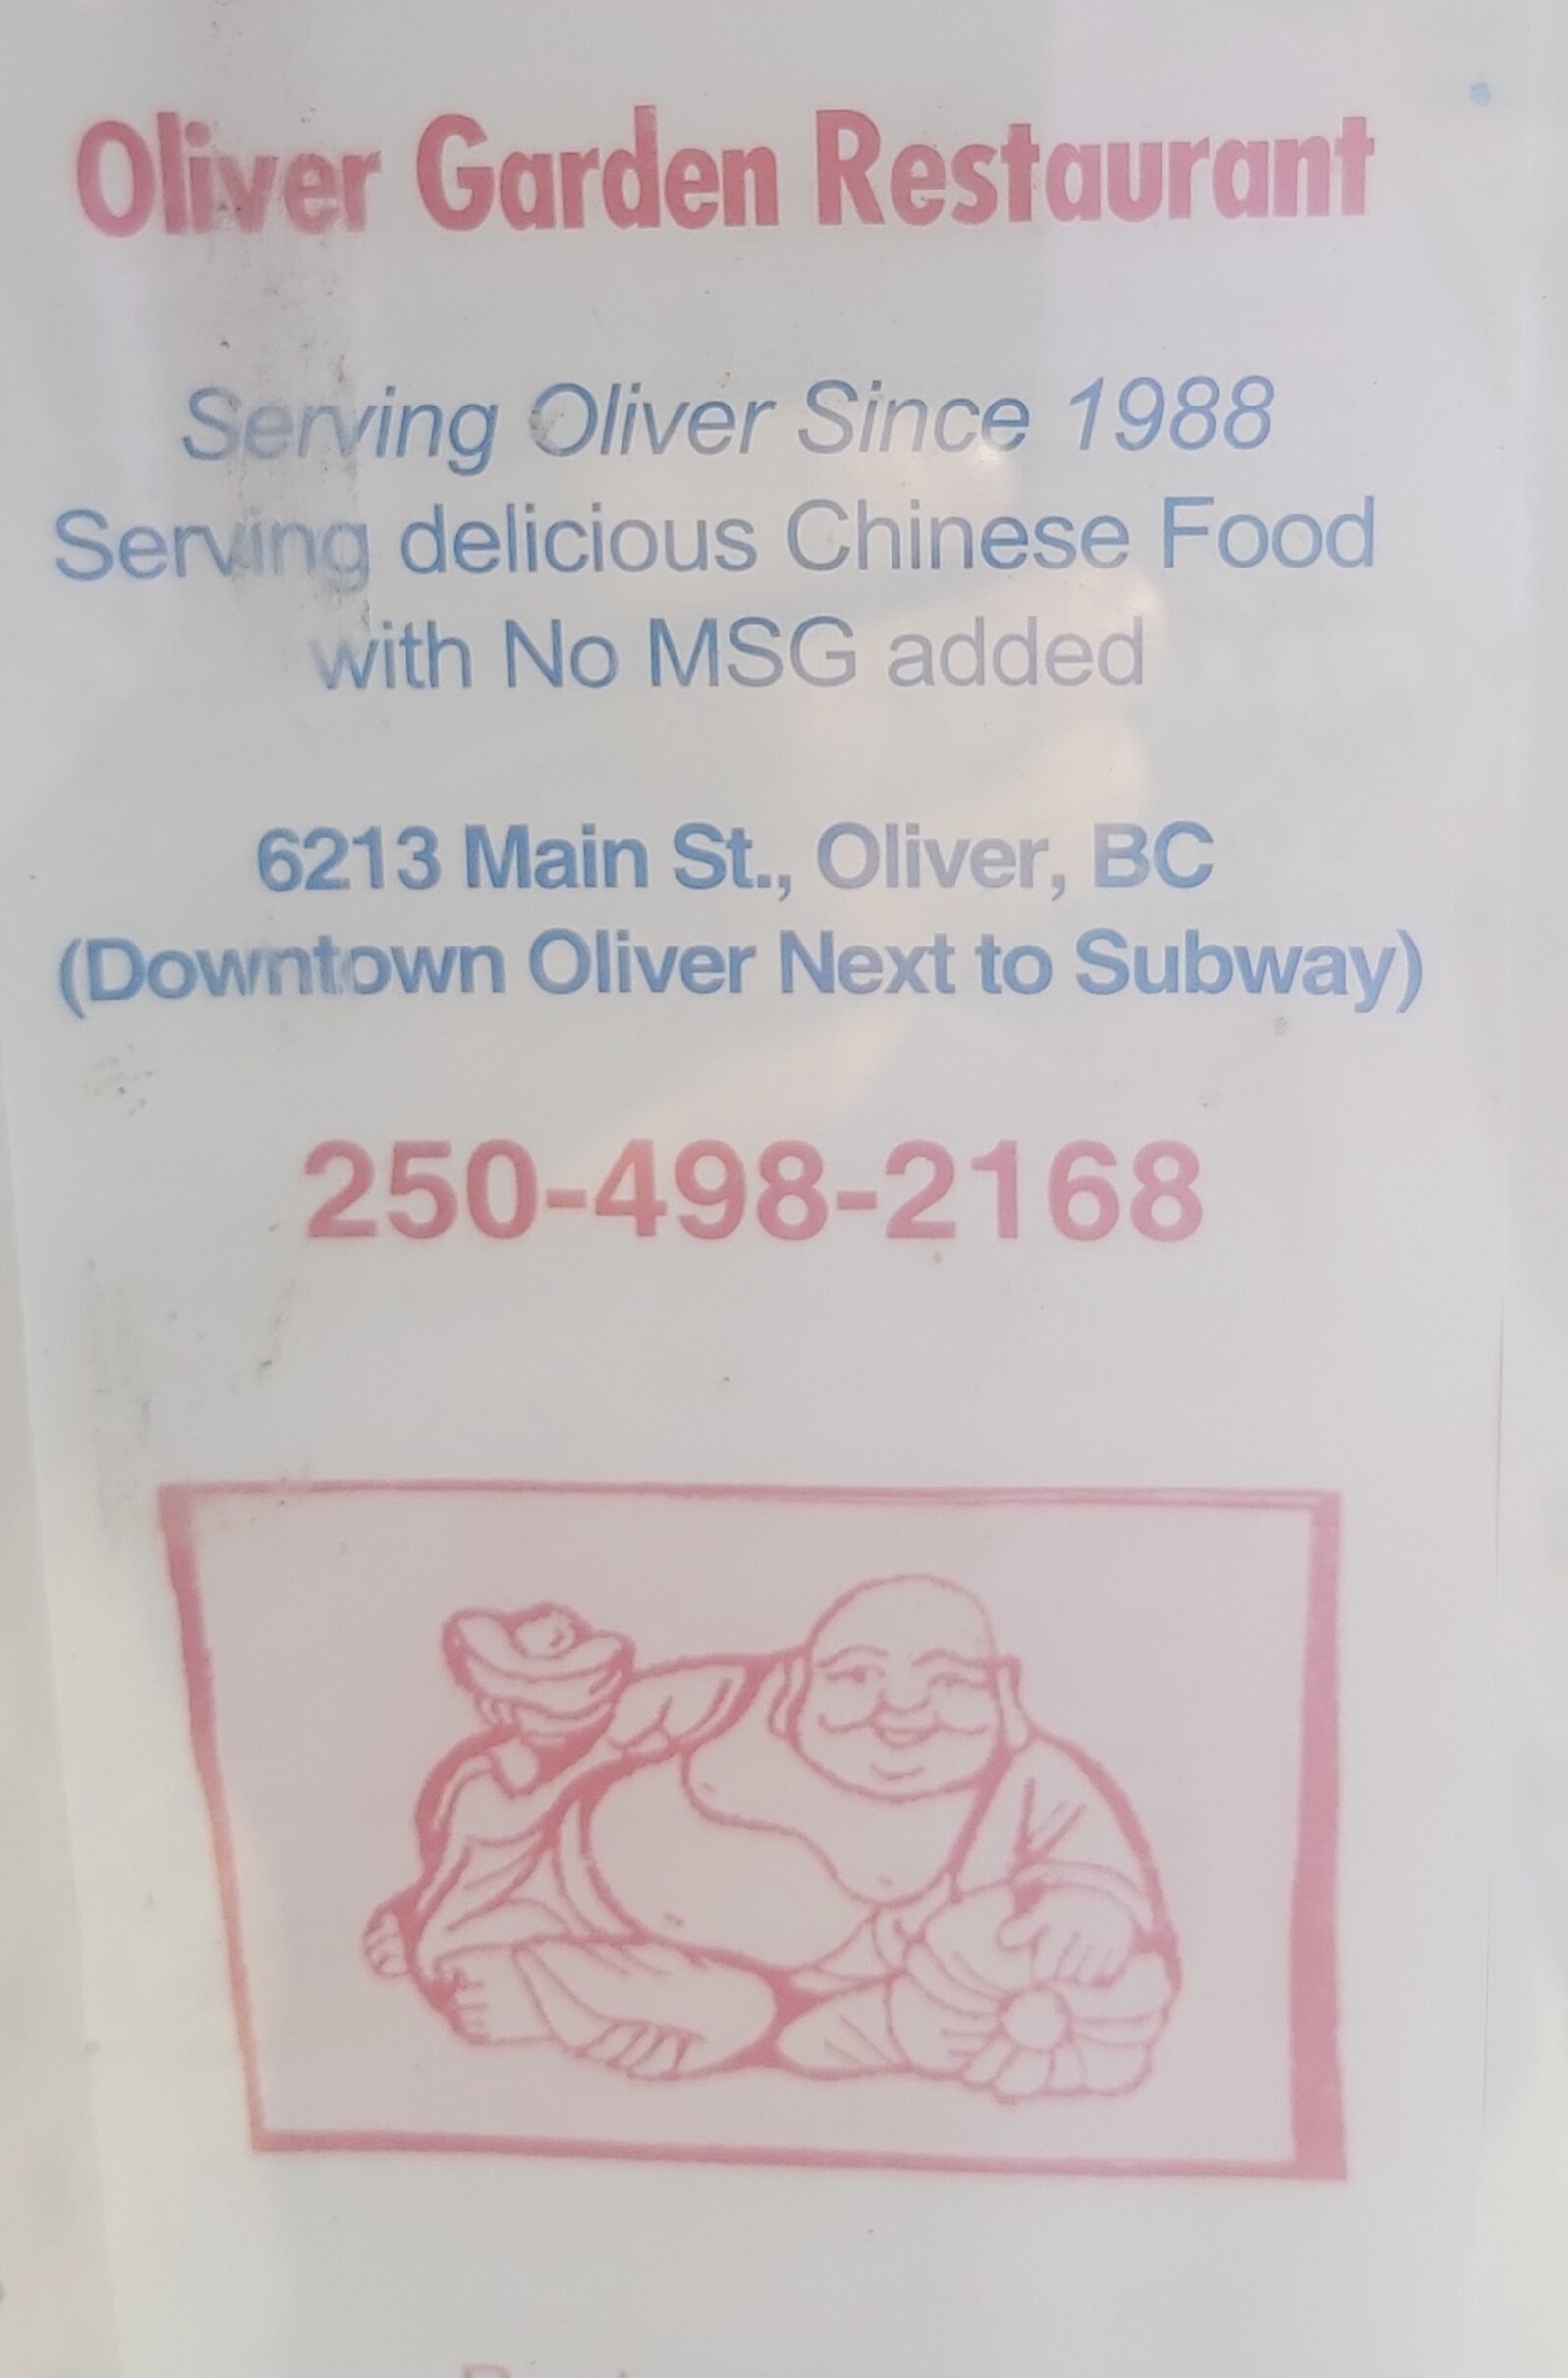 Oliver Garden Restaurant
Serving Oliver Since 1988
Serving delicious Chinese Food
with No MSG added
6213 Main St., Oliver, BC
(Downtown Oliver Next to Subway)
250-498-2168